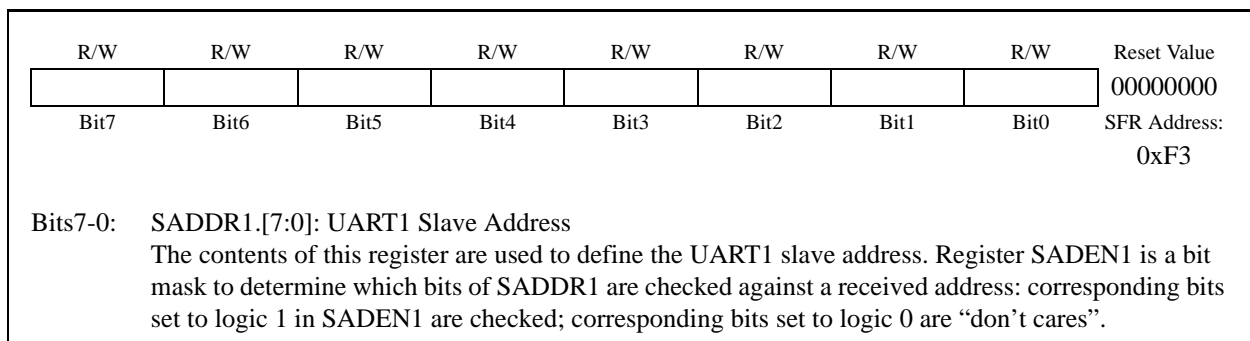 R/W R/W R/W R/W R/W R/W R/W R/W Reset Value
00000000
Bit7 Bit6 Bit5 Bit4 Bit3 Bit2 Bit1 Bit0 SFR Address:
0xF3
Bits7-0: SADDR1.[7:0]: UART1 Slave Address
The contents of this register are used to define the UART1 slave address. Register SADEN1 is a bit
mask to determine which bits of SADDR1 are checked against a received address: corresponding bits
set to logic 1 in SADEN1 are checked; corresponding bits set to logic 0 are “don’t cares”.